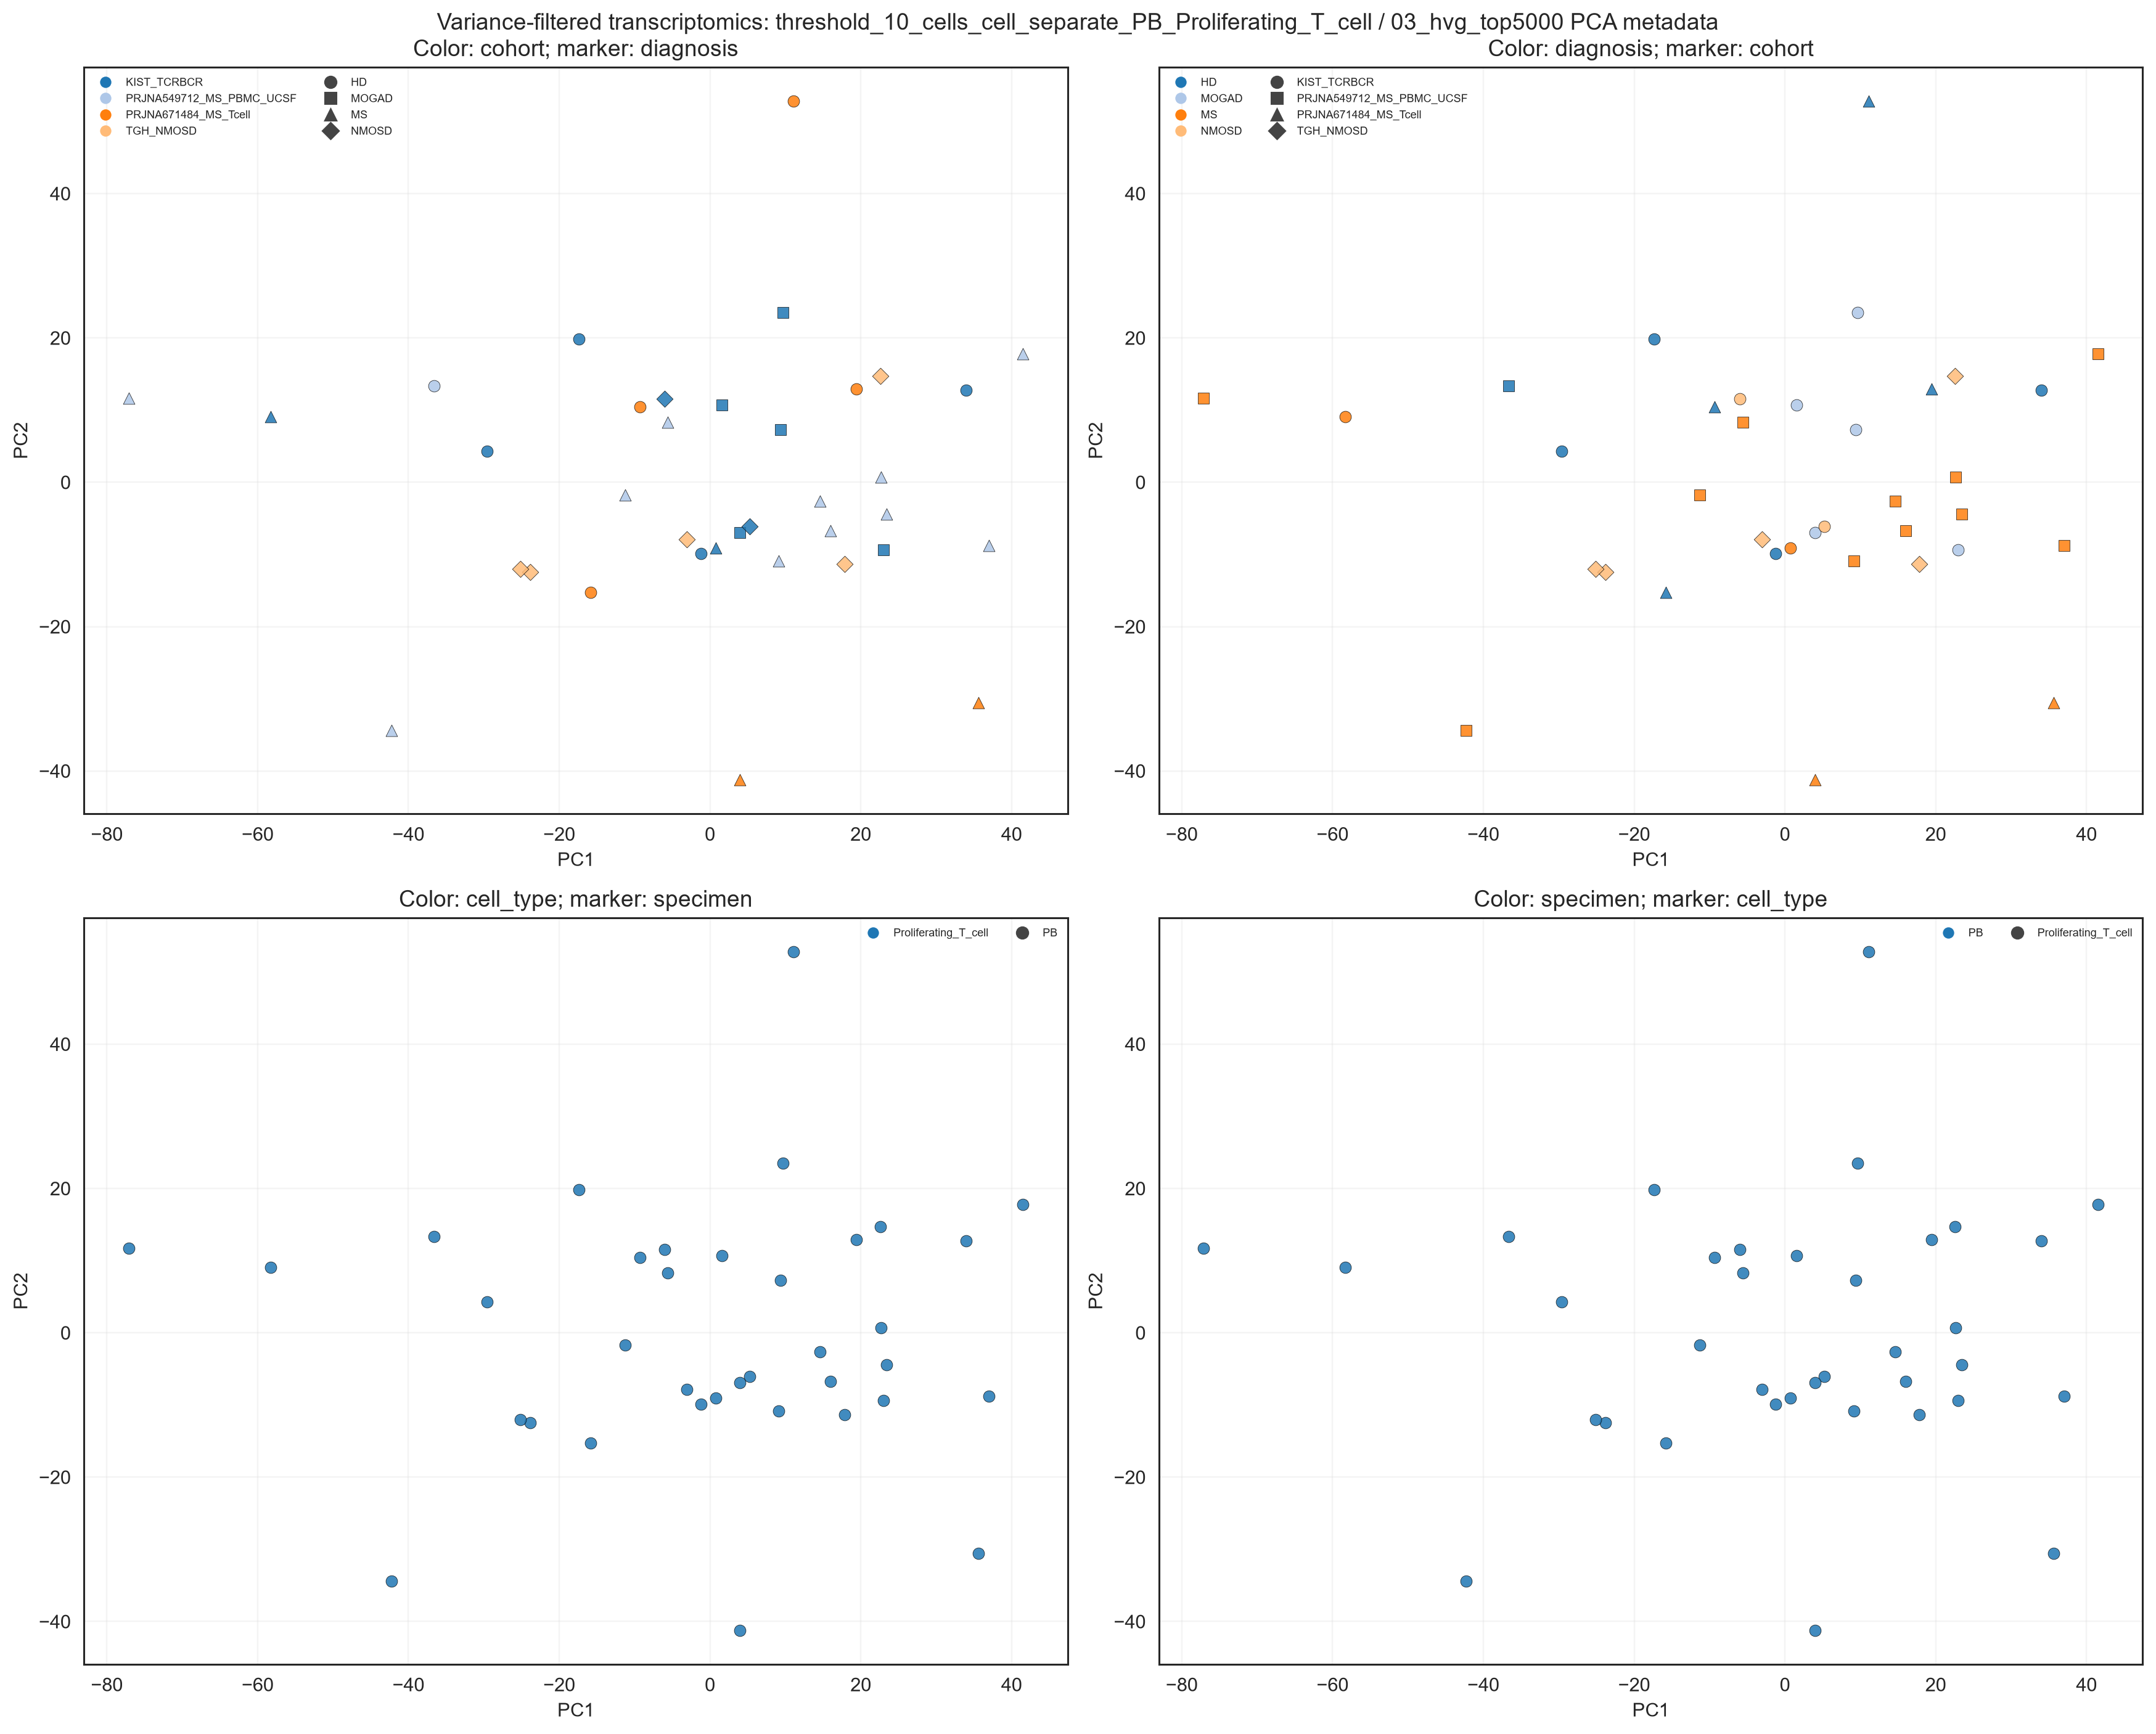 Variance-filtered transcriptomics: threshold_10_cells_cell_separate_PB_Proliferating_T_cell / 03_hvg_top5000 PCA metadata
Color: cohort; marker: diagnosis
KIST_TCRBCR
PRJNA549712_MS_PBMC_UCSF
PRJNA671484_MS_Tcell
TGH_NMOSD
HD
MOGAD
MS
NMOSD
40
20
0
−20
−40
PC2
−80
−60
−40
−20
0
20
40
PC1
Color: diagnosis; marker: cohort
HD
MOGAD
MS
NMOSD
KIST_TCRBCR
PRJNA549712_MS_PBMC_UCSF
PRJNA671484_MS_Tcell
TGH_NMOSD
40
20
0
−20
−40
PC2
−80
−60
−40
−20
0
20
40
PC1
Color: cell_type; marker: specimen
Proliferating_T_cell
PB
40
20
0
−20
−40
PC2
−80
−60
−40
−20
0
20
40
PC1
Color: specimen; marker: cell_type
PB
Proliferating_T_cell
40
20
0
−20
−40
PC2
−80
−60
−40
−20
0
20
40
PC1